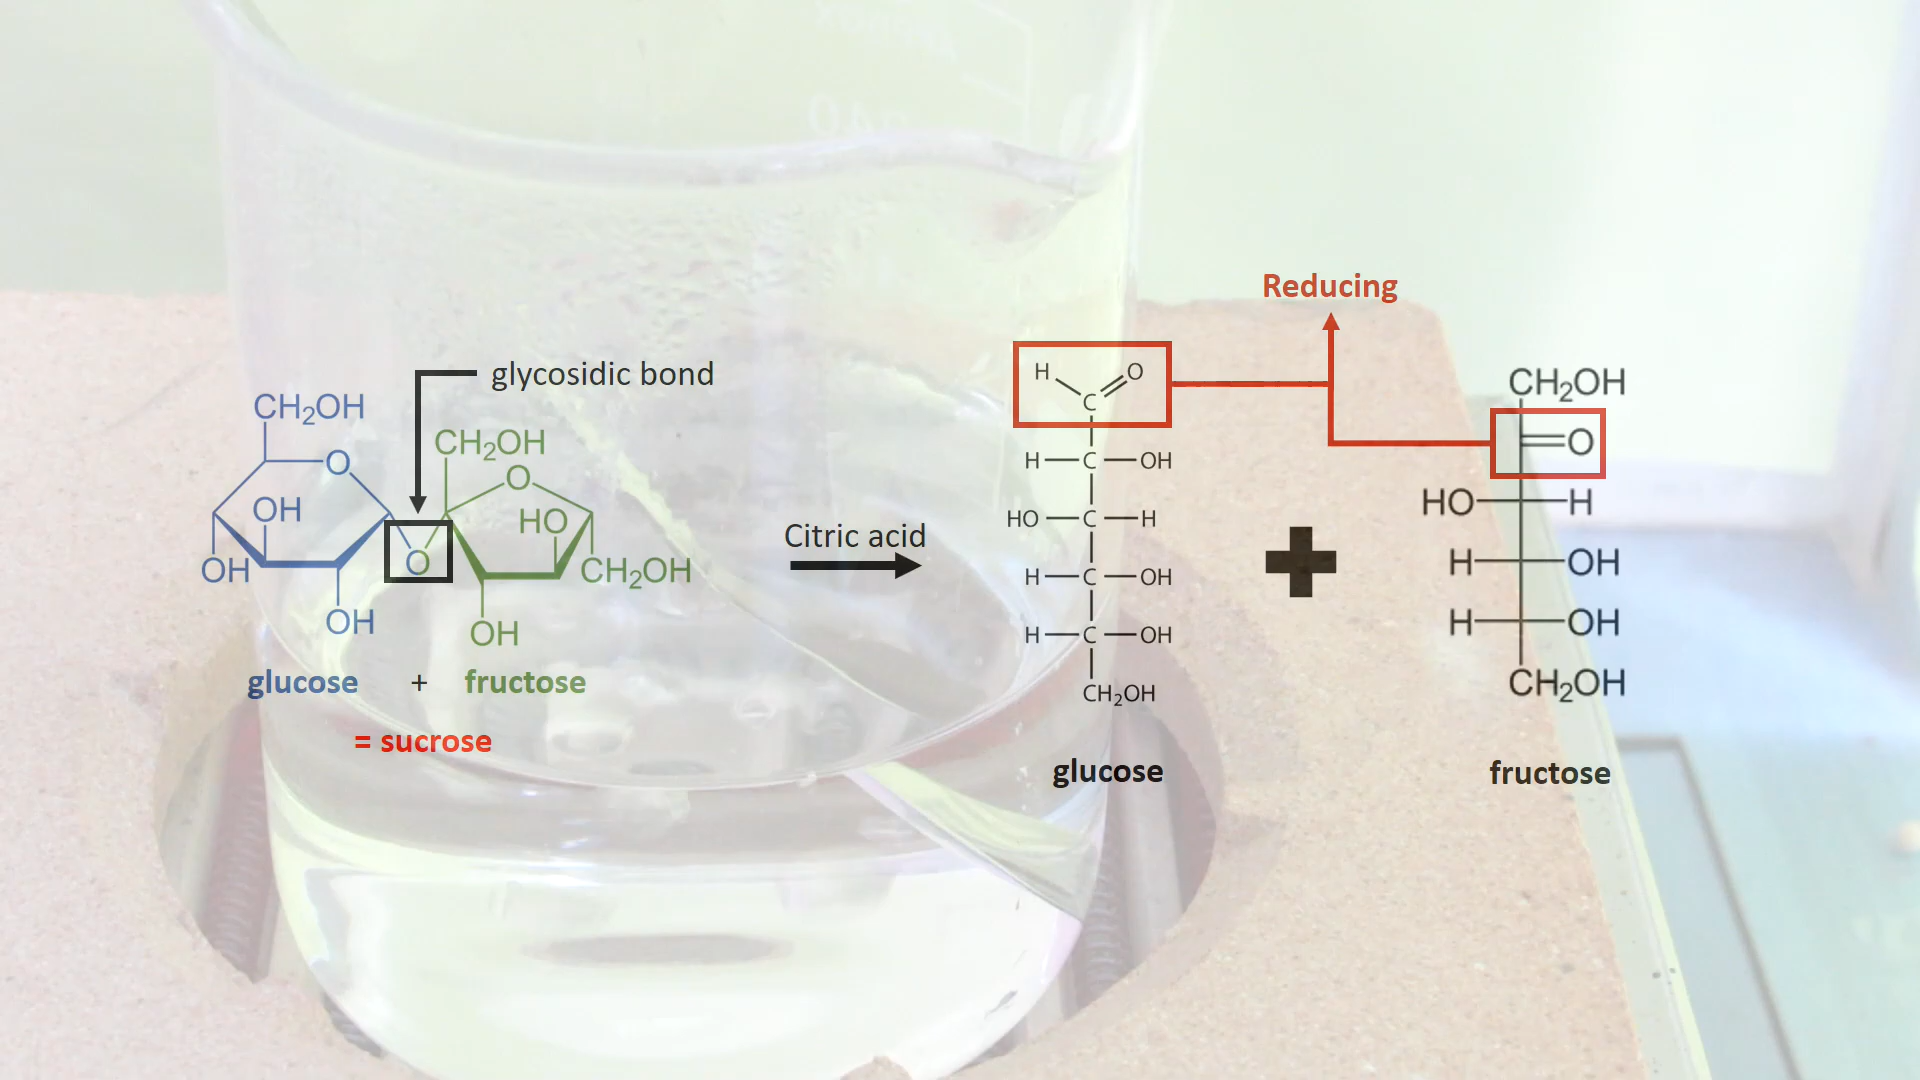 Reducing
glycosidic bond
CH₂OH
O
OH
OH
OH
O
CH₂OH
O
HO
CH₂OH
OH
glucose + fructose
= sucrose
Citric acid
H O
C
H C OH
HO C H
H C OH
H C OH
CH₂OH
glucose
CH₂OH
O
HO H
H OH
H OH
CH₂OH
fructose